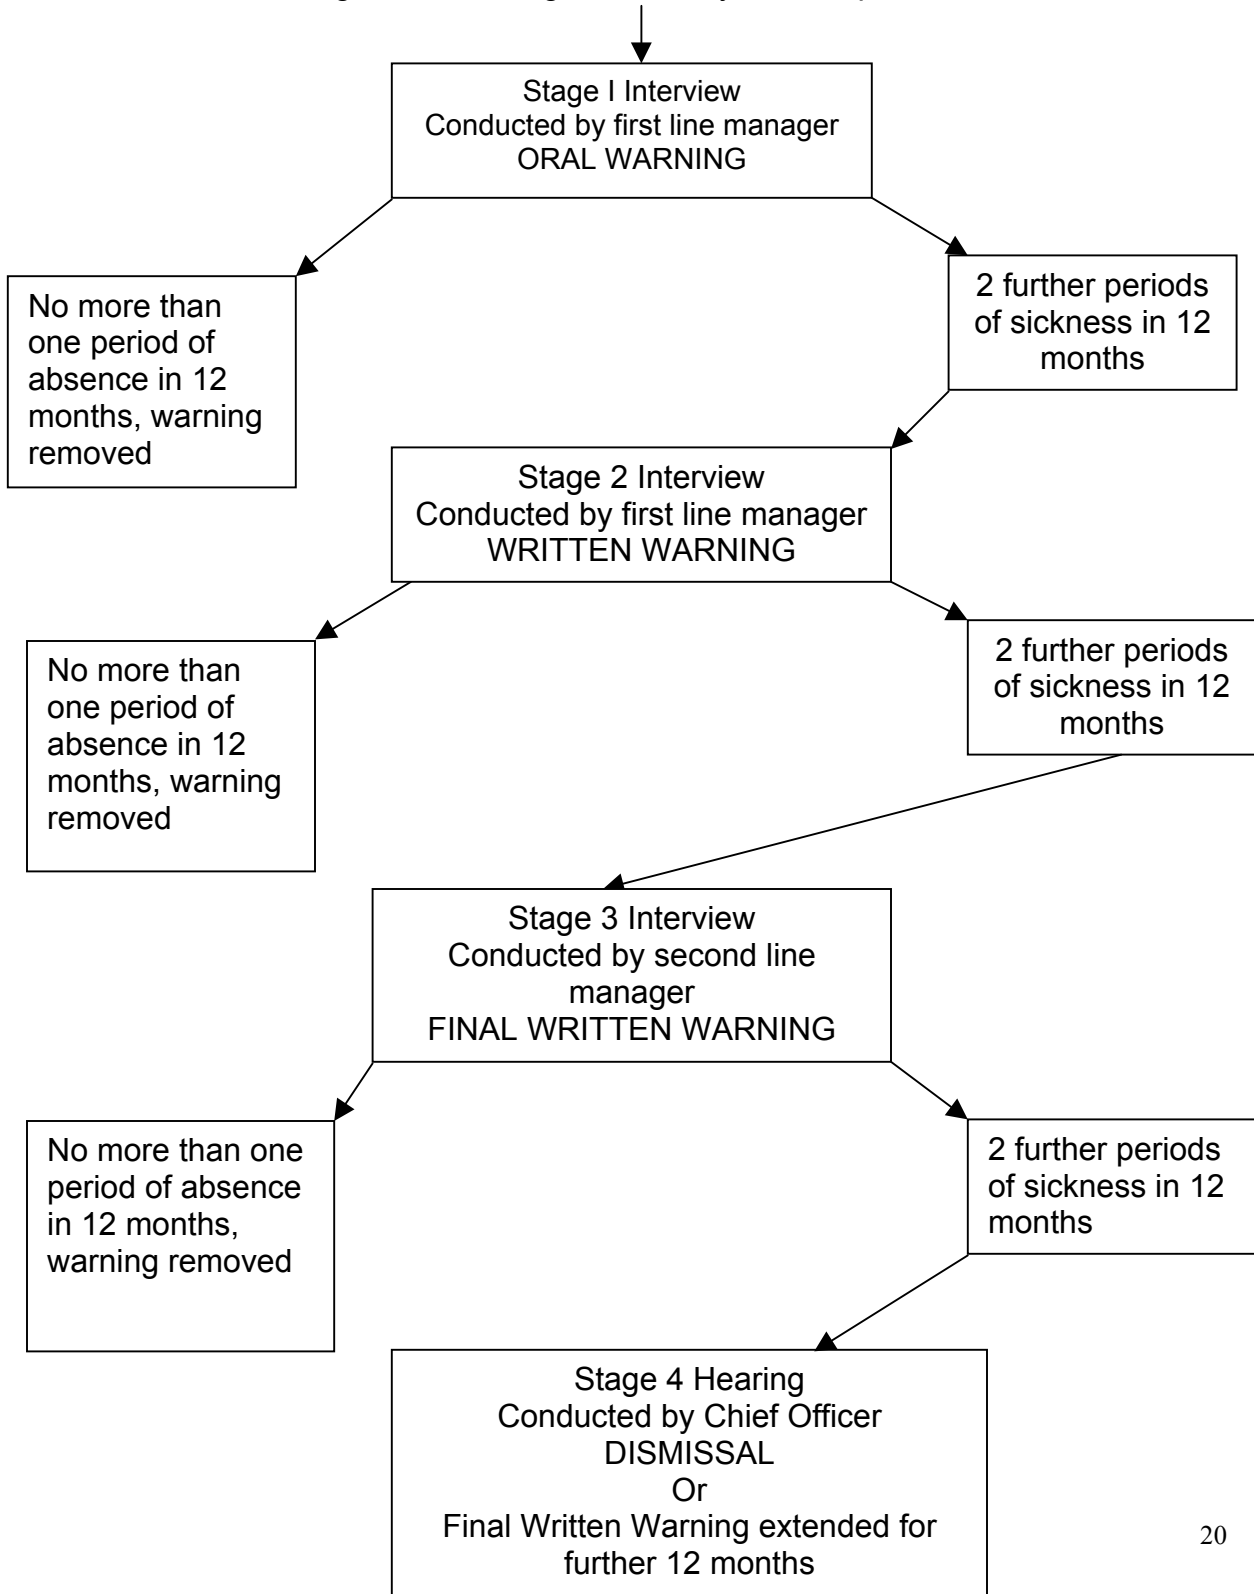 Stage I Interview
Conducted by first line manager
ORAL WARNING
No more than
one period of
absence in 12
months, warning
removed
2 further periods
of sickness in 12
months
Stage 2 Interview
Conducted by first line manager
WRITTEN WARNING
No more than
one period of
absence in 12
months, warning
removed
2 further periods
of sickness in 12
months
Stage 3 Interview
Conducted by second line
manager
FINAL WRITTEN WARNING
No more than one
period of absence
in 12 months,
warning removed
2 further periods
of sickness in 12
months
Stage 4 Hearing
Conducted by Chief Officer
DISMISSAL
Or
Final Written Warning extended for
further 12 months
20